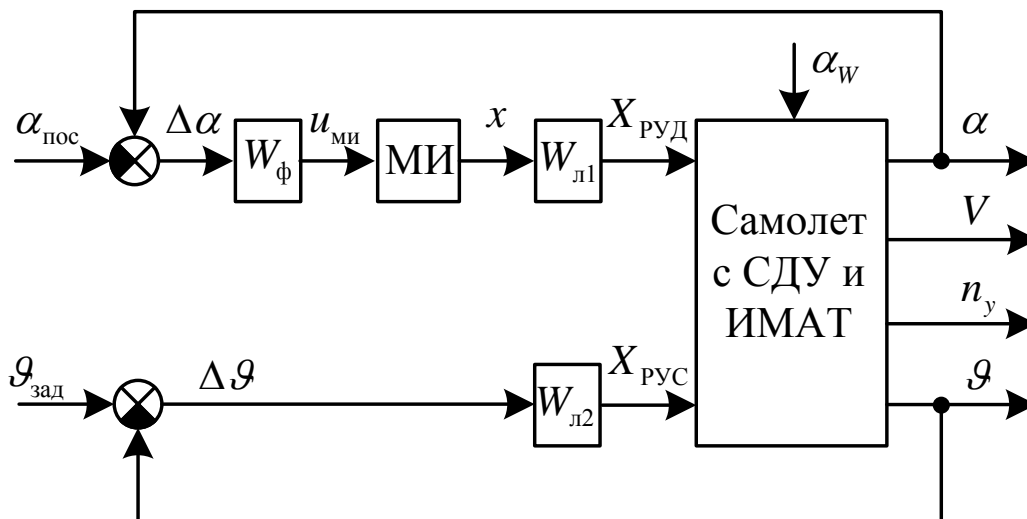 α_W
α_пос
Δα
W_ф
u_ми
МИ
x
W_л1
X_РУД
α
Самолет
с СДУ и
ИМАТ
V
n_y
ϑ_зад
Δϑ
W_л2
X_РУС
ϑ